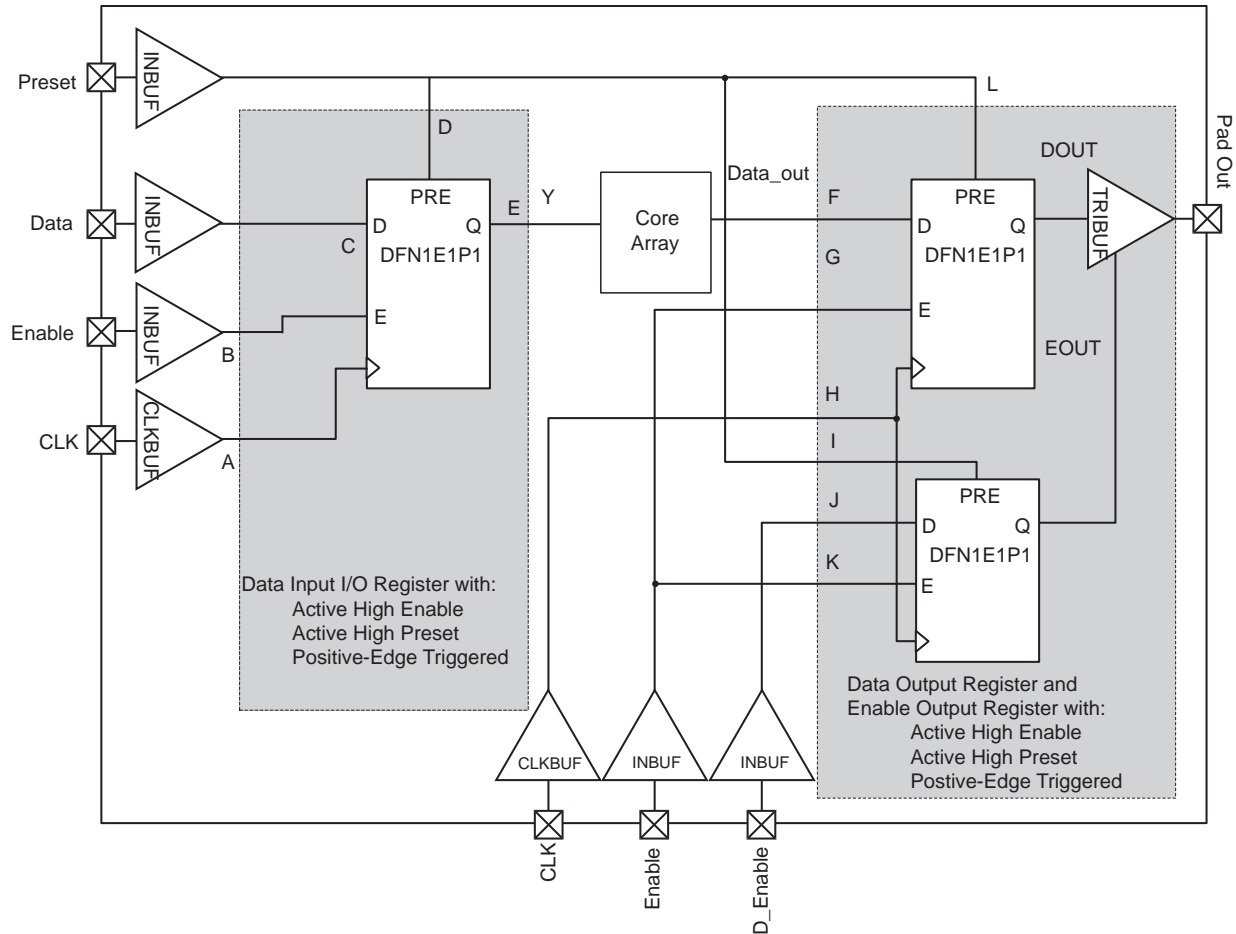 Preset
INBUF
D
L
Pad Out
Data
INBUF
PRE
D
Q
DFN1E1P1
E
C
E
Y
Core
Array
Data_out
F
G
PRE
D
Q
DFN1E1P1
E
DOUT
TRIBUF
EOUT
Enable
INBUF
B
CLK
CLKBUF
A
H
I
J
K
PRE
D
Q
DFN1E1P1
E
Data Input I/O Register with:
Active High Enable
Active High Preset
Positive-Edge Triggered
Data Output Register and
Enable Output Register with:
Active High Enable
Active High Preset
Postive-Edge Triggered
CLKBUF
INBUF
INBUF
CLK
Enable
D_Enable